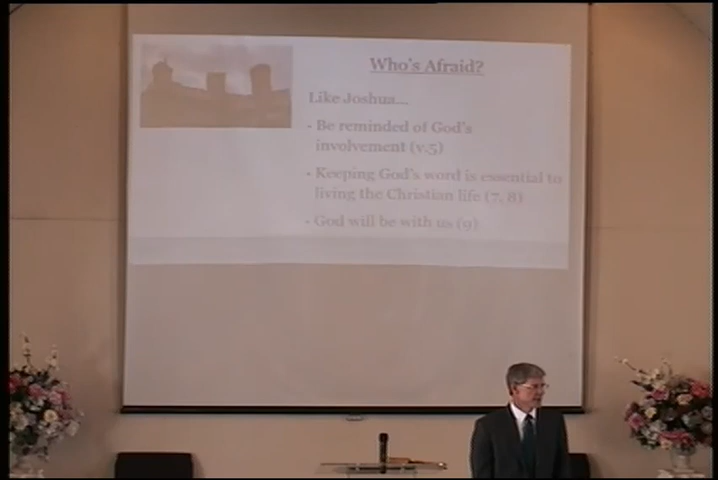 Who's Afraid?
Like Joshua...
- Be reminded of God's
involvement (v.5)
- Keeping God's word is essential to
living the Christian life (7, 8)
- God will be with us (9)